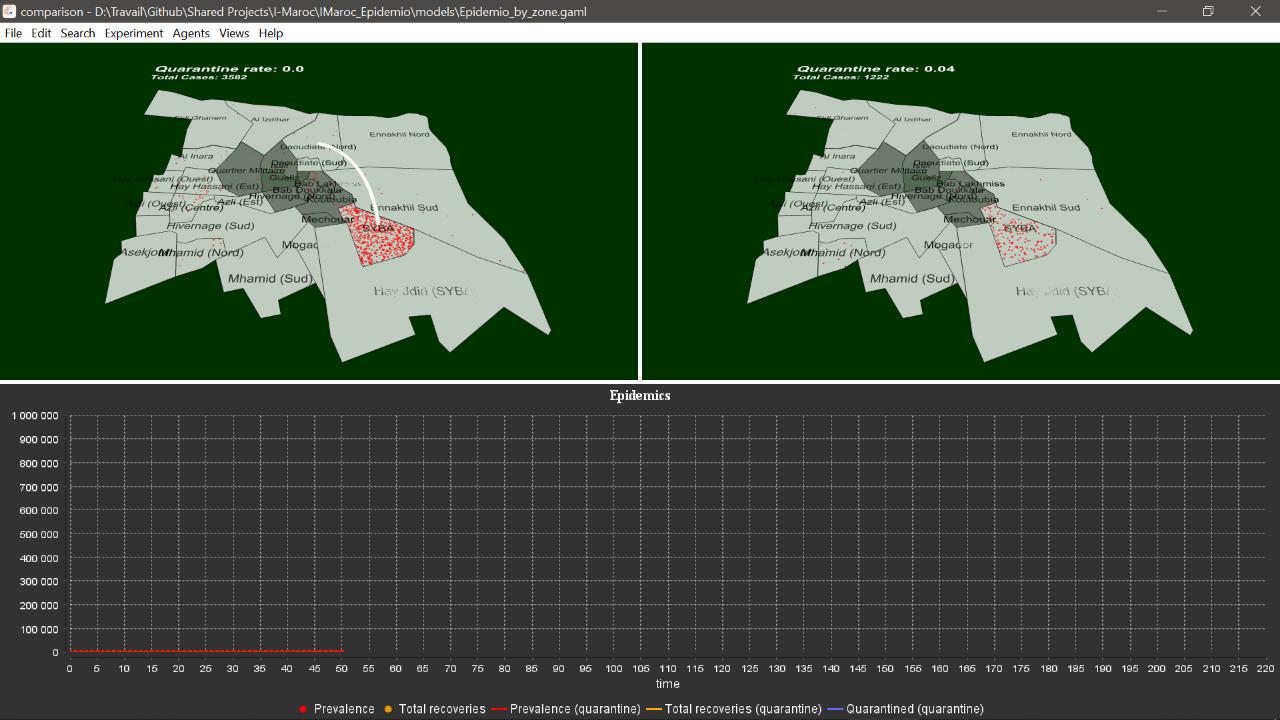 comparison - D:\Travail\Github\Shared Projects\I-Maroc\IMaroc_Epidemio\models\Epidemio_by_zone.gaml
File Edit Search Experiment Agents Views Help
Quarantine rate: 0.0
Total Cases: 3582
Sidi Ghanem
Al Izdihar
Ennakhil Nord
Daoudiate (Nord)
Al Inara
Daoudiate (Sud)
Quartier Militaire
Gueliz
Hay Hassani (Ouest)
Hay Hassani (Est)
Bab Doukkala
Hivernage (Nord)
Koutoubia
Azli (Ouest)
Azli (Centre)
Azli (Est)
Ennakhil Sud
Mechouar
Hivernage (Sud)
SYBA
Mogador
Asekjour
Mhamid (Nord)
Mhamid (Sud)
Hay Jdid (SYBA
Quarantine rate: 0.04
Total Cases: 1222
Sidi Ghanem
Al Izdihar
Ennakhil Nord
Daoudiate (Nord)
Al Inara
Daoudiate (Sud)
Quartier Militaire
Gueliz
Hay Hassani (Ouest)
Hay Hassani (Est)
Bab Lakhmiss
Bab Doukkala
Hivernage (Nord)
Koutoubia
Azli (Ouest)
Azli (Centre)
Azli (Est)
Ennakhil Sud
Mechouar
Hivernage (Sud)
SYBA
Mogador
Asekjour
Mhamid (Nord)
Mhamid (Sud)
Hay Jdid (SYBA
Epidemics
1 000 000
900 000
800 000
700 000
600 000
500 000
400 000
300 000
200 000
100 000
0
0 5 10 15 20 25 30 35 40 45 50 55 60 65 70 75 80 85 90 95 100 105 110 115 120 125 130 135 140 145 150 155 160 165 170 175 180 185 190 195 200 205 210 215 220
time
Prevalence Total recoveries Prevalence (quarantine) Total recoveries (quarantine) Quarantined (quarantine)